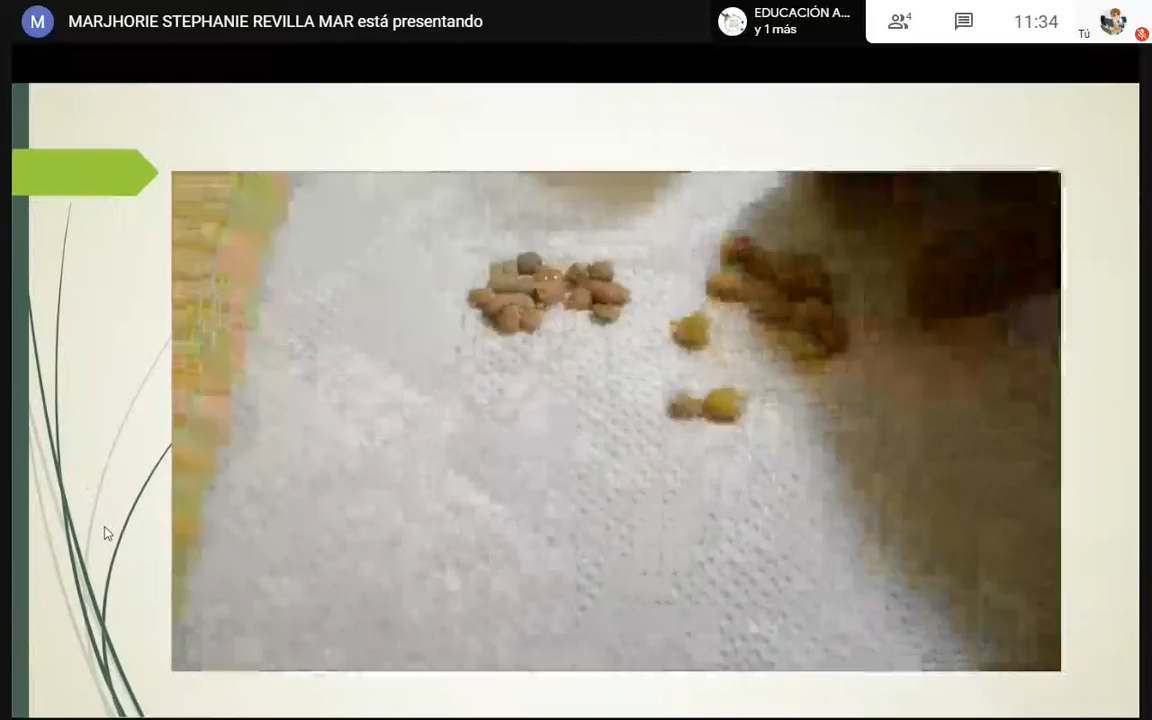 M
MARJHORIE STEPHANIE REVILLA MAR está presentando
EDUCACIÓN A...
y 1 más
4
11:34
Tú